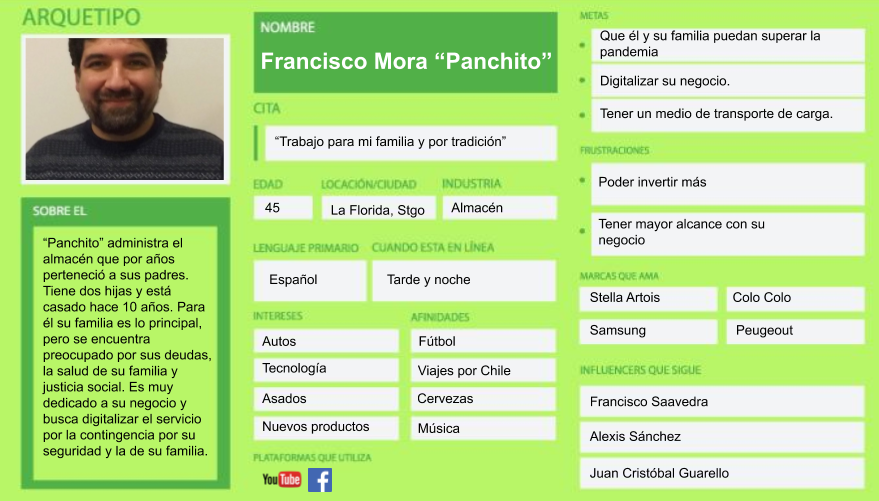 ARQUETIPO
SOBRE EL
“Panchito” administra el
almacén que por años
perteneció a sus padres.
Tiene dos hijas y está
casado hace 10 años. Para
él su familia es lo principal,
pero se encuentra
preocupado por sus deudas,
la salud de su familia y
justicia social. Es muy
dedicado a su negocio y
busca digitalizar el servicio
por la contingencia por su
seguridad y la de su familia.
NOMBRE
Francisco Mora “Panchito”
CITA
“Trabajo para mi familia y por tradición”
EDAD LOCACIÓN/CIUDAD INDUSTRIA
45 La Florida, Stgo Almacén
LENGUAJE PRIMARIO CUANDO ESTA EN LÍNEA
Español Tarde y noche
INTERESES AFINIDADES
Autos Fútbol
Tecnología Viajes por Chile
Asados Cervezas
Nuevos productos Música
PLATAFORMAS QUE UTILIZA
YouTube f
METAS
Que él y su familia puedan superar la
pandemia
Digitalizar su negocio.
Tener un medio de transporte de carga.
FRUSTRACIONES
Poder invertir más
Tener mayor alcance con su
negocio
MARCAS QUE AMA
Stella Artois Colo Colo
Samsung Peugeout
INFLUENCERS QUE SIGUE
Francisco Saavedra
Alexis Sánchez
Juan Cristóbal Guarello